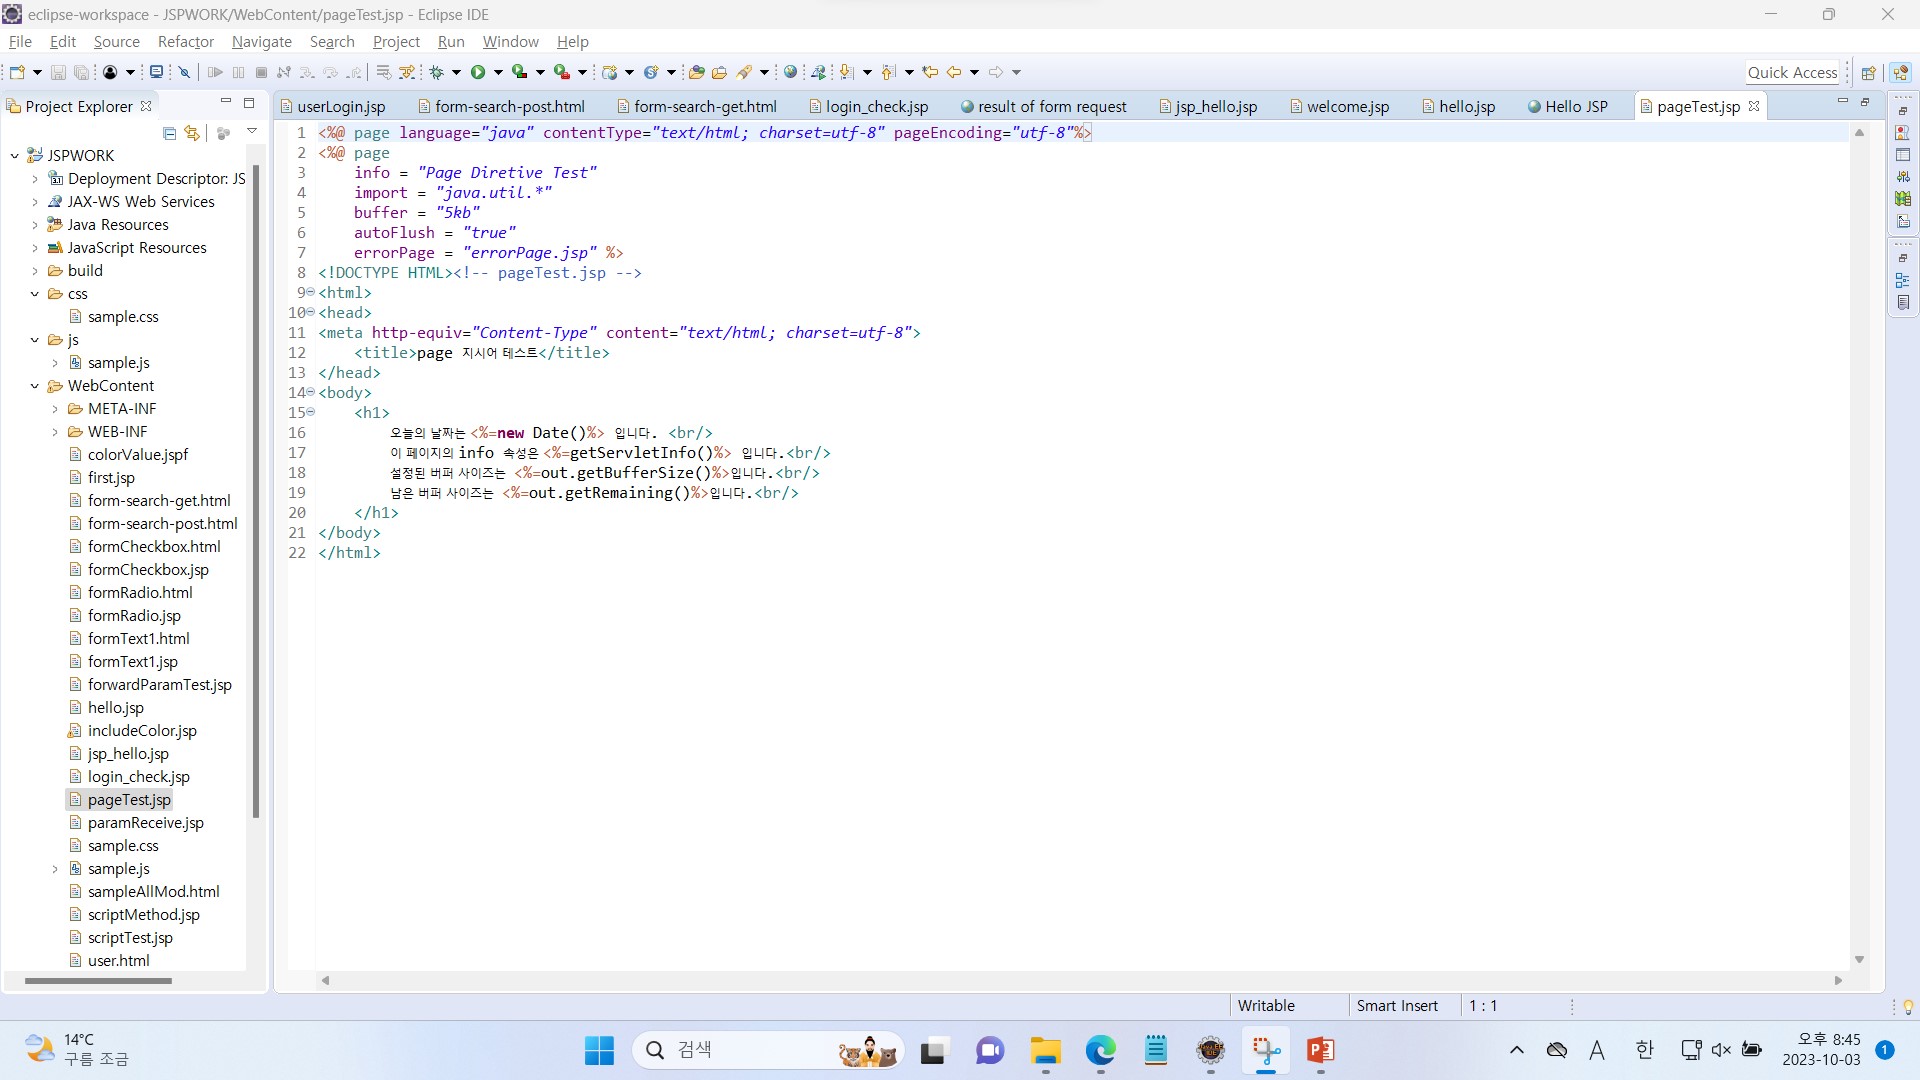 eclipse-workspace - JSPWORK/WebContent/pageTest.jsp - Eclipse IDE
File Edit Source Refactor Navigate Search Project Run Window Help
Quick Access
Project Explorer
userLogin.jsp form-search-post.html form-search-get.html login_check.jsp result of form request jsp_hello.jsp welcome.jsp hello.jsp Hello JSP pageTest.jsp
JSPWORK
Deployment Descriptor: JS
JAX-WS Web Services
Java Resources
JavaScript Resources
build
css
sample.css
js
sample.js
WebContent
META-INF
WEB-INF
colorValue.jspf
first.jsp
form-search-get.html
form-search-post.html
formCheckbox.html
formCheckbox.jsp
formRadio.html
formRadio.jsp
formText1.html
formText1.jsp
forwardParamTest.jsp
hello.jsp
includeColor.jsp
jsp_hello.jsp
login_check.jsp
pageTest.jsp
paramReceive.jsp
sample.css
sample.js
sampleAllMod.html
scriptMethod.jsp
scriptTest.jsp
user.html
1 <%@ page language="java" contentType="text/html; charset=utf-8" pageEncoding="utf-8"%>
2 <%@ page
3 info = "Page Diretive Test"
4 import = "java.util.*"
5 buffer = "5kb"
6 autoFlush = "true"
7 errorPage = "errorPage.jsp" %>
8 <!DOCTYPE HTML><!-- pageTest.jsp -->
9 <html>
10 <head>
11 <meta http-equiv="Content-Type" content="text/html; charset=utf-8">
12 <title>page 지시어 테스트</title>
13 </head>
14 <body>
15 <h1>
16 오늘의 날짜는 <%=new Date()%> 입니다. <br/>
17 이 페이지의 info 속성은 <%=getServletInfo()%> 입니다.<br/>
18 설정된 버퍼 사이즈는 <%=out.getBufferSize()%>입니다.<br/>
19 남은 버퍼 사이즈는 <%=out.getRemaining()%>입니다.<br/>
20 </h1>
21 </body>
22 </html>
Writable Smart Insert 1 : 1
14°C
구름 조금
검색
A 한
오후 8:45
2023-10-03
1